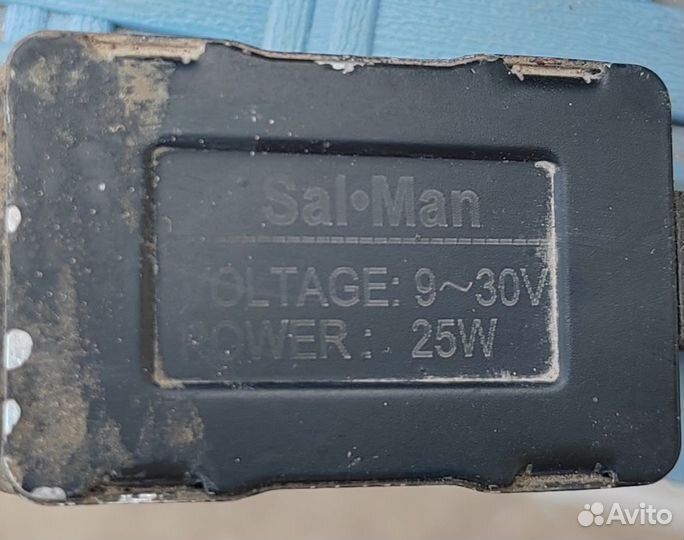 Sal•Man
VOLTAGE: 9~30V
POWER: 25W
Avito